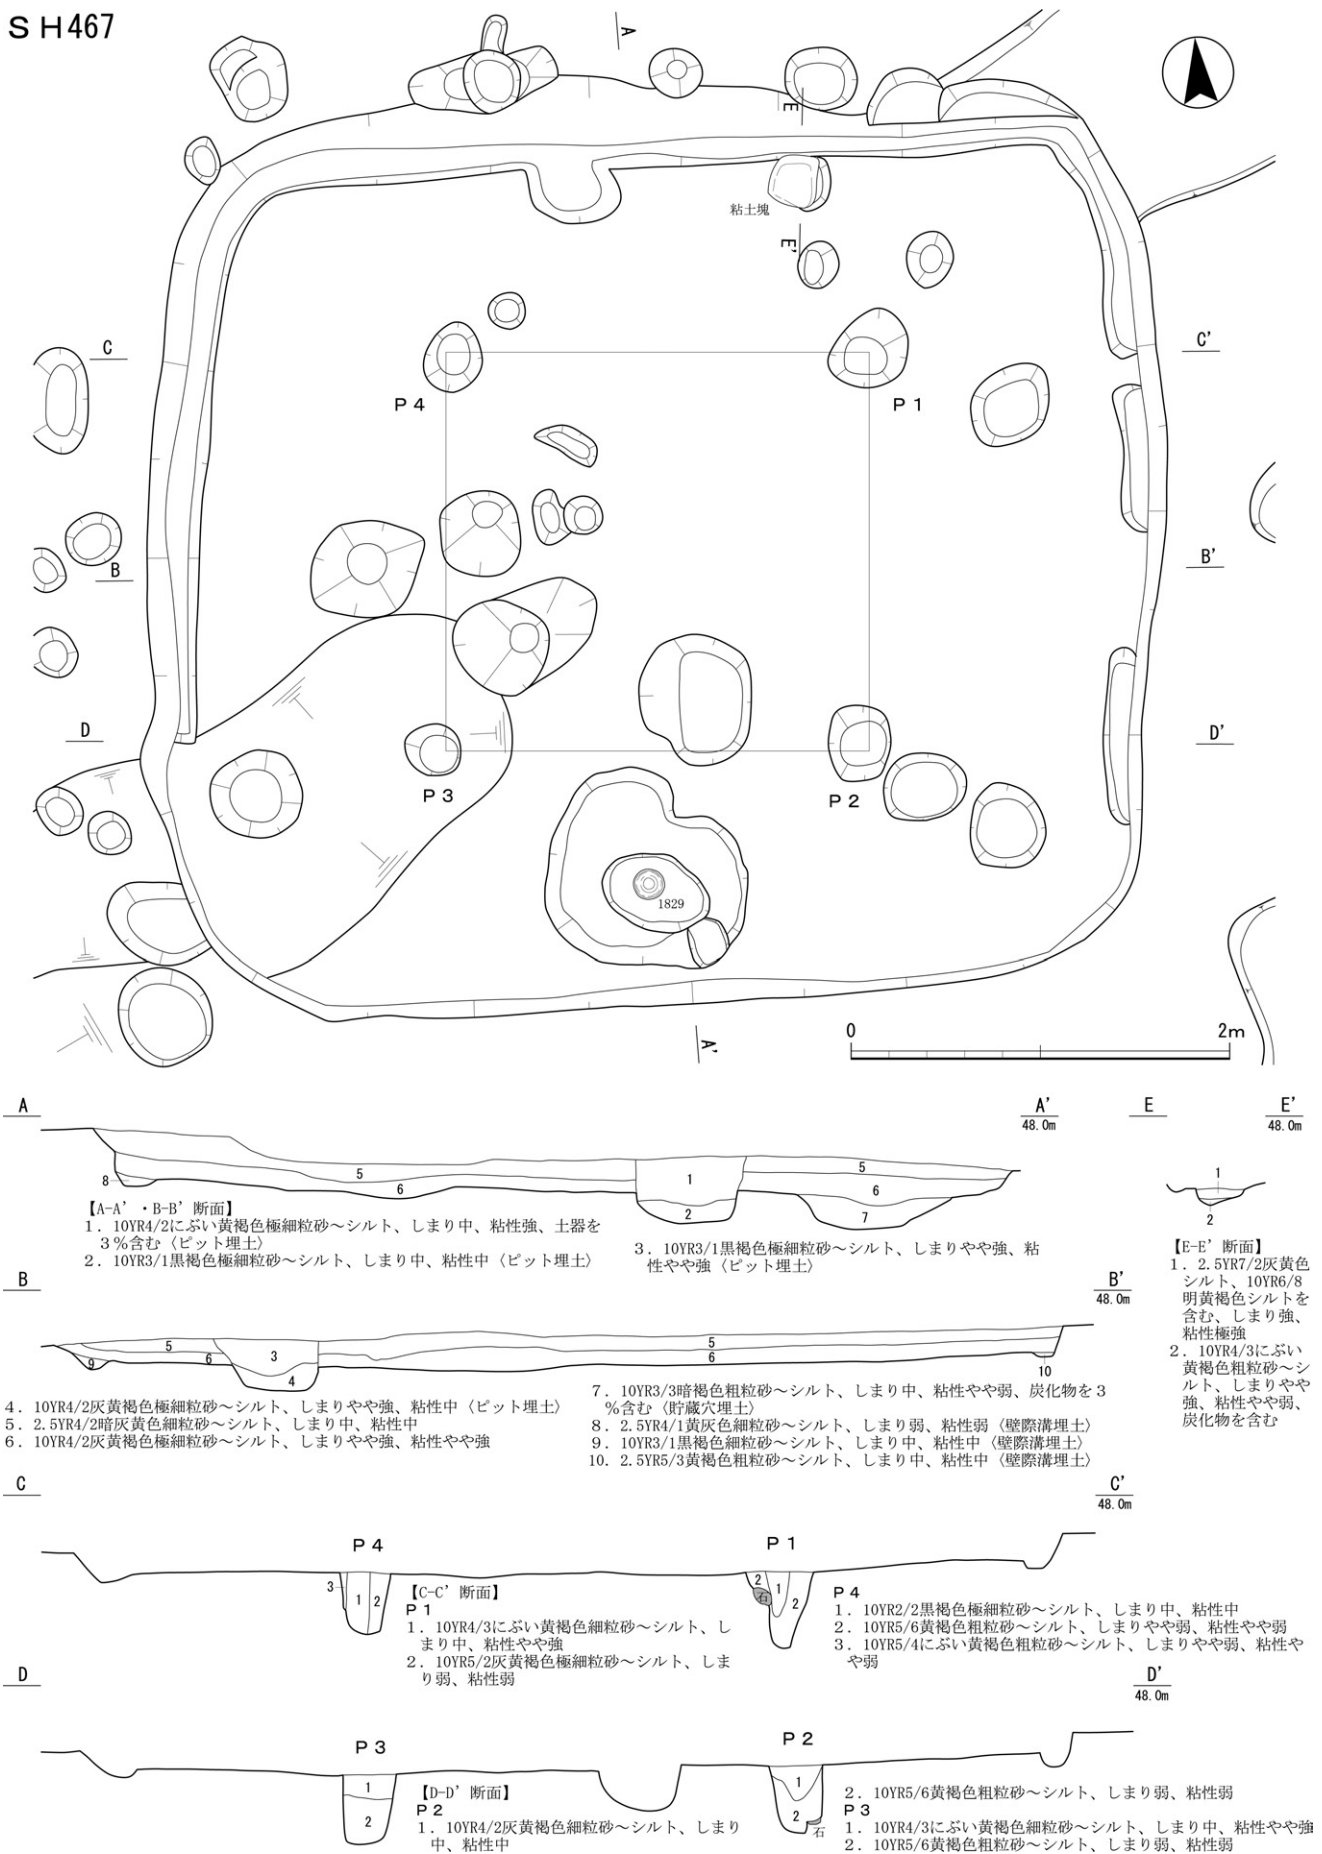 ＳＨ467
A
E
粘土塊
E’
C
C’
P 4
P 1
B
B’
D
D’
P 3
P 2
1829
A’
0
2m
A
A’
48.0m
E
E’
48.0m
5
1
5
8
6
6
2
7
1
2
【A-A’・B-B’断面】
1. 10YR4/2にぶい黄褐色極細粒砂～シルト、しまり中、粘性強、土器を
3％含む〈ピット埋土〉
2. 10YR3/1黒褐色極細粒砂～シルト、しまり中、粘性中〈ピット埋土〉
3. 10YR3/1黒褐色極細粒砂～シルト、しまりやや強、粘
性やや強〈ピット埋土〉
【E-E’断面】
1. 2.5YR7/2灰黄色
シルト、10YR6/8
明黄褐色シルトを
含む、しまり強、
粘性極強
2. 10YR4/3にぶい
黄褐色粗粒砂～シ
ルト、しまりやや
強、粘性やや弱、
炭化物を含む
B
B’
48.0m
5
3
5
9
6
6
4
10
4. 10YR4/2灰黄褐色極細粒砂～シルト、しまりやや強、粘性中〈ピット埋土〉
5. 2.5YR4/2暗灰黄色細粒砂～シルト、しまり中、粘性中
6. 10YR4/2灰黄褐色極細粒砂～シルト、しまりやや強、粘性やや強
7. 10YR3/3暗褐色粗粒砂～シルト、しまり中、粘性やや弱、炭化物を3
％含む〈貯蔵穴埋土〉
8. 2.5YR4/1黄灰色細粒砂～シルト、しまり弱、粘性弱〈壁際溝埋土〉
9. 10YR3/1黒褐色細粒砂～シルト、しまり中、粘性中〈壁際溝埋土〉
10. 2.5YR5/3黄褐色粗粒砂～シルト、しまり中、粘性中〈壁際溝埋土〉
C
C’
48.0m
P 4
P 1
3
1
2
2
石
1
2
【C-C’断面】
P 1
1. 10YR4/3にぶい黄褐色細粒砂～シルト、し
まり中、粘性やや強
2. 10YR5/2灰黄褐色極細粒砂～シルト、しま
り弱、粘性弱
P 4
1. 10YR2/2黒褐色極細粒砂～シルト、しまり中、粘性中
2. 10YR5/6黄褐色粗粒砂～シルト、しまりやや弱、粘性やや弱
3. 10YR5/4にぶい黄褐色粗粒砂～シルト、しまりやや弱、粘性や
や弱
D
D’
48.0m
P 3
P 2
1
2
1
2
石
【D-D’断面】
P 2
1. 10YR4/2灰黄褐色細粒砂～シルト、しまり
中、粘性中
2. 10YR5/6黄褐色粗粒砂～シルト、しまり弱、粘性弱
P 3
1. 10YR4/3にぶい黄褐色細粒砂～シルト、しまり中、粘性やや強
2. 10YR5/6黄褐色粗粒砂～シルト、しまり弱、粘性弱